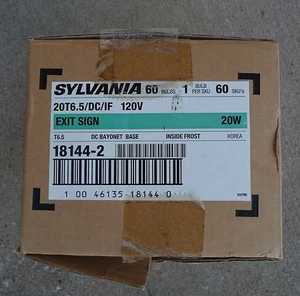 SYLVANIA 60 BULBS 1 BULB PER SKU 60 SKU's
20T6.5/DC/IF 120V
EXIT SIGN 20W
T6.5 DC BAYONET BASE INSIDE FROST KOREA
18144-2
1 00 46135 18144 0